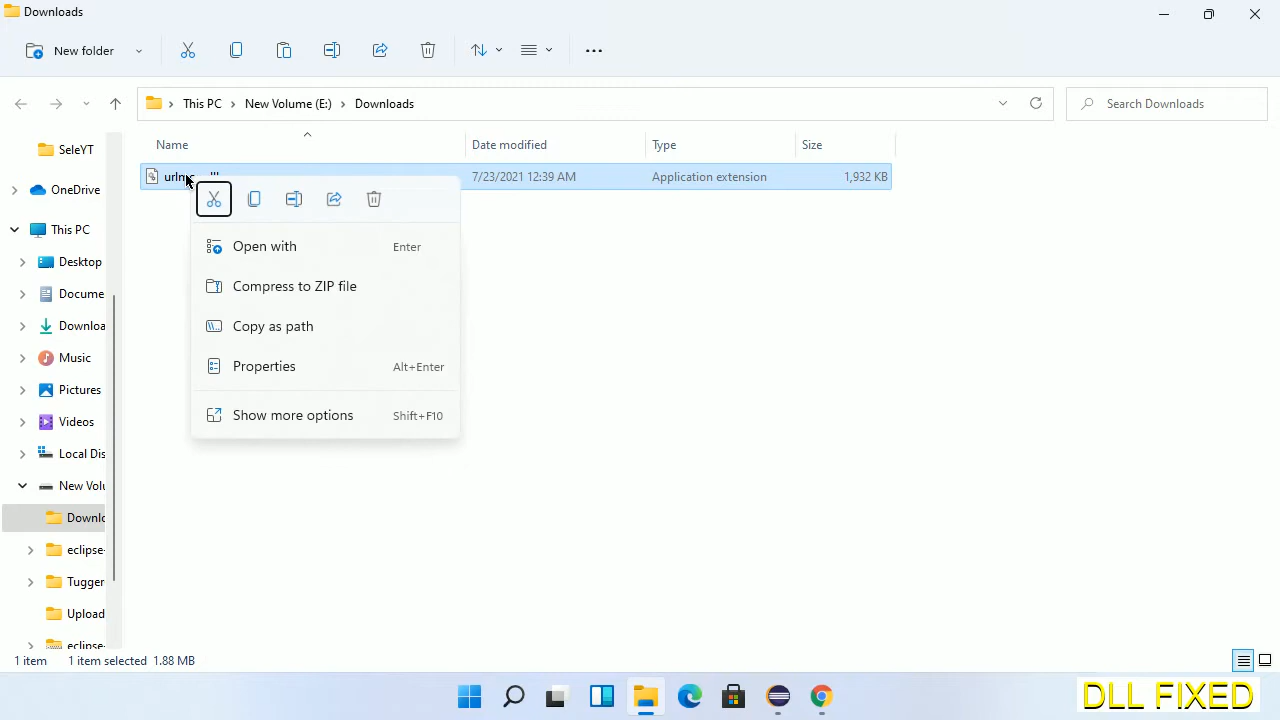 Downloads
New folder
This PC
New Volume (E:)
Downloads
Search Downloads
Name
Date modified
Type
Size
7/23/2021 12:39 AM
Application extension
1,932 KB
SeleYT
OneDrive
This PC
Desktop
Docume
Downloa
Music
Pictures
Videos
Local Dis
New Volu
Downlo
eclipse-
Tugger
Upload
eclipse-
Open with Enter
Compress to ZIP file
Copy as path
Properties Alt+Enter
Show more options Shift+F10
1 item 1 item selected 1.88 MB
DLL FIXED